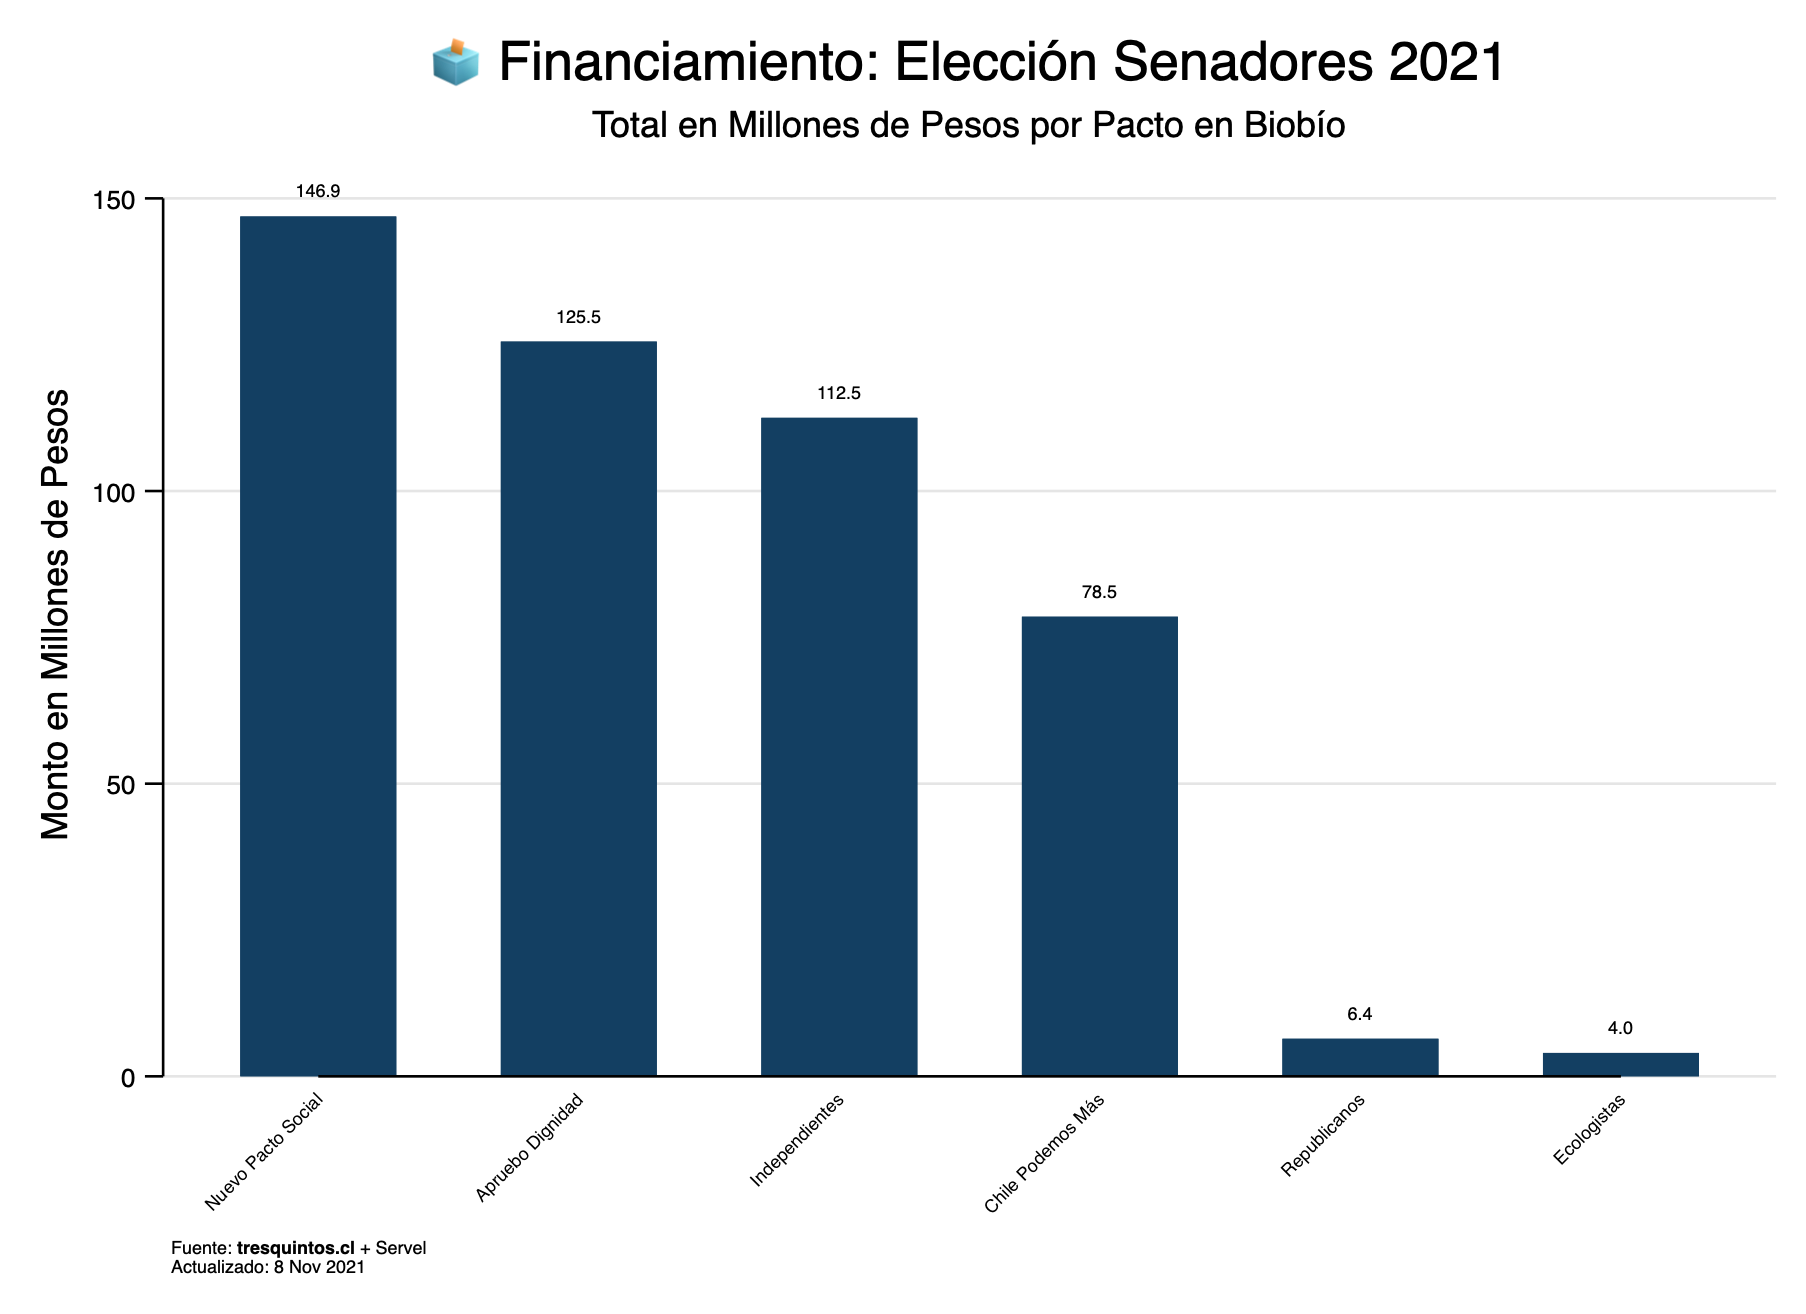 Financiamiento: Elección Senadores 2021
Total en Millones de Pesos por Pacto en Biobío
Monto en Millones de Pesos
150
100
50
0
146.9
125.5
112.5
78.5
6.4
4.0
Nuevo Pacto Social
Apruebo Dignidad
Independientes
Chile Podemos Más
Republicanos
Ecologistas
Fuente: tresquintos.cl + Servel
Actualizado: 8 Nov 2021